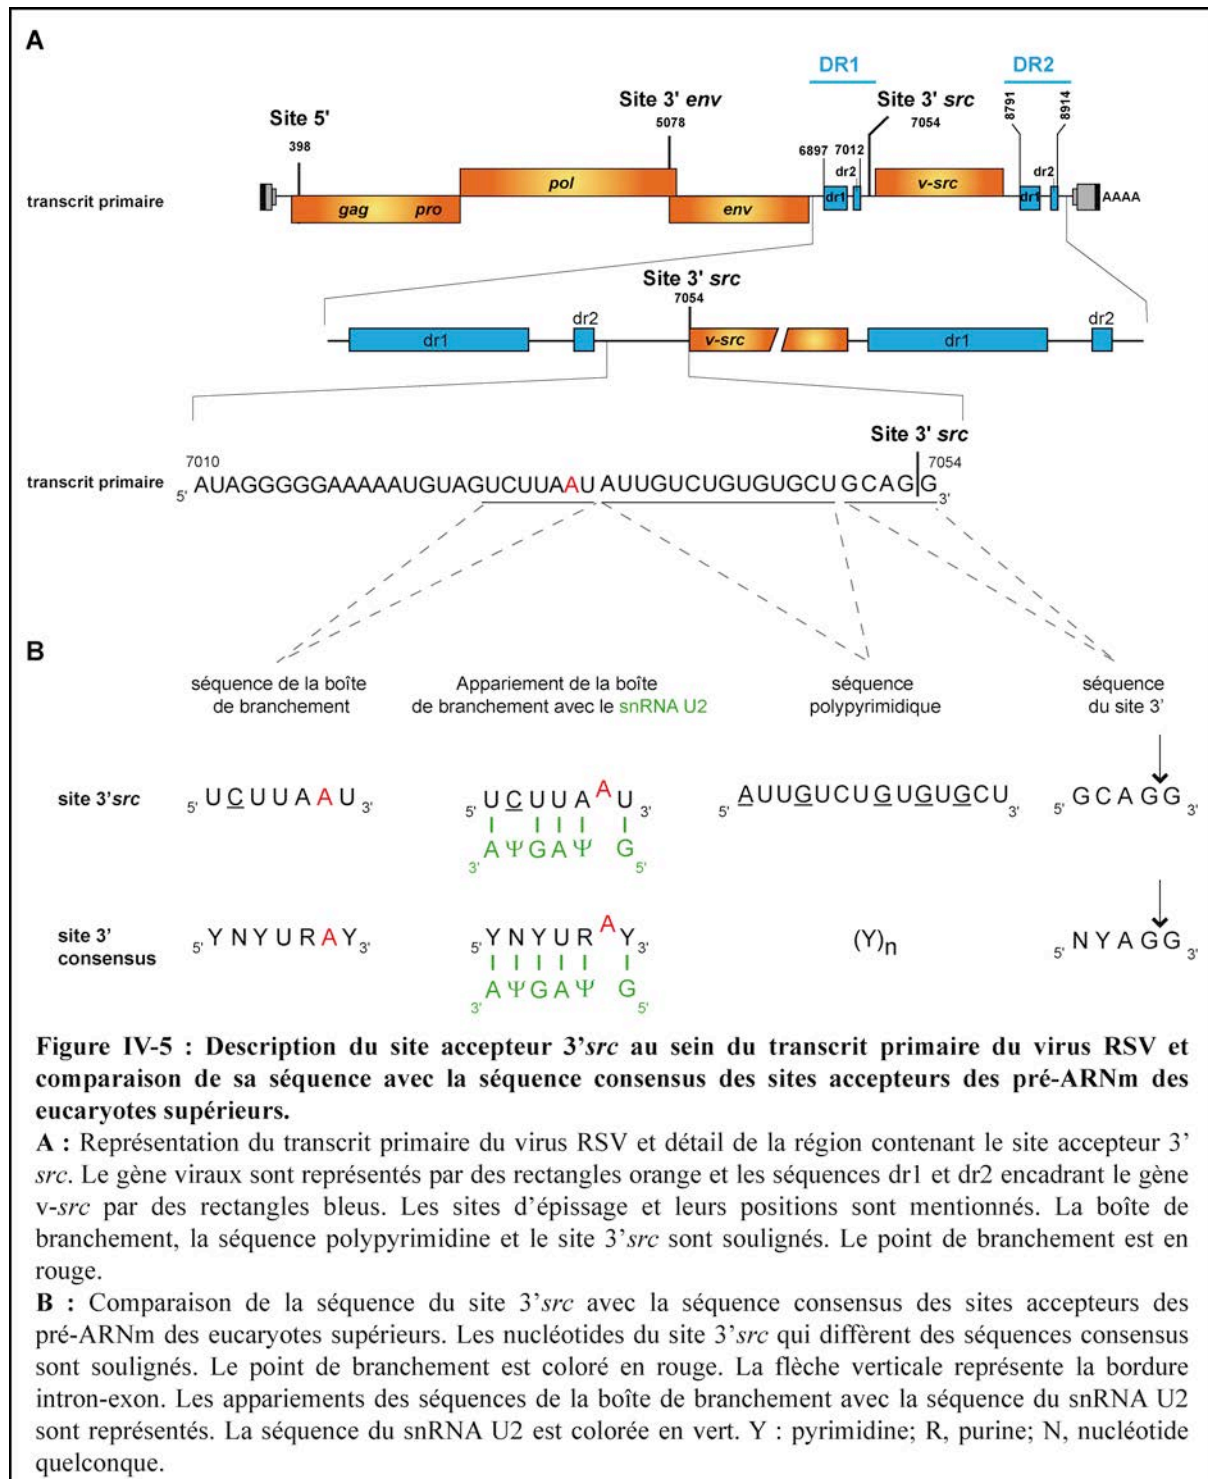 A
DR1 DR2
Site 3' env Site 3' src
5078 7054
8791 8914
Site 5'
398
6897 7012
dr2 dr2
transcrit primaire
pol v-src
dr1 dr1
AAAA
gag pro env
Site 3' src
7054
dr2 dr2
dr1 v-src dr1
Site 3' src
7010 7054
transcrit primaire
5' AUAGGGGGAAAAAUGUAGUCUUAAU AUUGUCUGUGUGCU GCAGG 3'
B
séquence de la boîte
de branchement
Appariement de la boîte
de branchement avec le snRNA U2
séquence
polypyrimidique
séquence
du site 3'
site 3'src
5' U C U U A A U 3'
5' U C U U A A U 3'
3' A Ψ G A Ψ G 5'
5' A U U G U C U G U G U G C U 3'
5' G C A G G 3'
site 3'
consensus
5' Y N Y U R A Y 3'
5' Y N Y U R A Y 3'
3' A Ψ G A Ψ G 5'
(Y)n
5' N Y A G G 3'
Figure IV-5 : Description du site accepteur 3'src au sein du transcrit primaire du virus RSV et
comparaison de sa séquence avec la séquence consensus des sites accepteurs des pré-ARNm des
eucaryotes supérieurs.
A : Représentation du transcrit primaire du virus RSV et détail de la région contenant le site accepteur 3'
src. Le gène viraux sont représentés par des rectangles orange et les séquences dr1 et dr2 encadrant le gène
v-src par des rectangles bleus. Les sites d'épissage et leurs positions sont mentionnés. La boîte de
branchement, la séquence polypyrimidine et le site 3'src sont soulignés. Le point de branchement est en
rouge.
B : Comparaison de la séquence du site 3'src avec la séquence consensus des sites accepteurs des
pré-ARNm des eucaryotes supérieurs. Les nucléotides du site 3'src qui diffèrent des séquences consensus
sont soulignés. Le point de branchement est coloré en rouge. La flèche verticale représente la bordure
intron-exon. Les appariements des séquences de la boîte de branchement avec la séquence du snRNA U2
sont représentés. La séquence du snRNA U2 est colorée en vert. Y : pyrimidine; R, purine; N, nucléotide
quelconque.